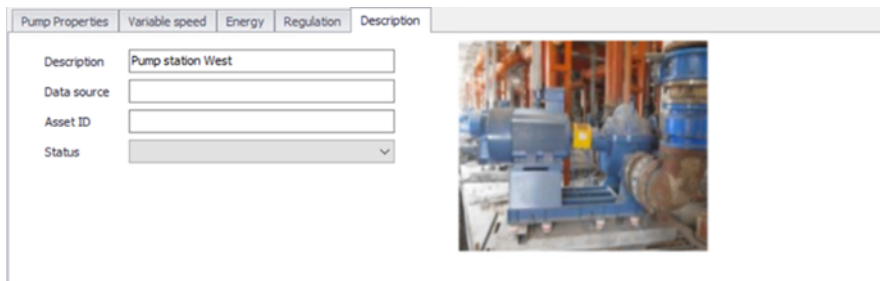 Pump Properties Variable speed Energy Regulation Description
Description Pump station West
Data source
Asset ID
Status